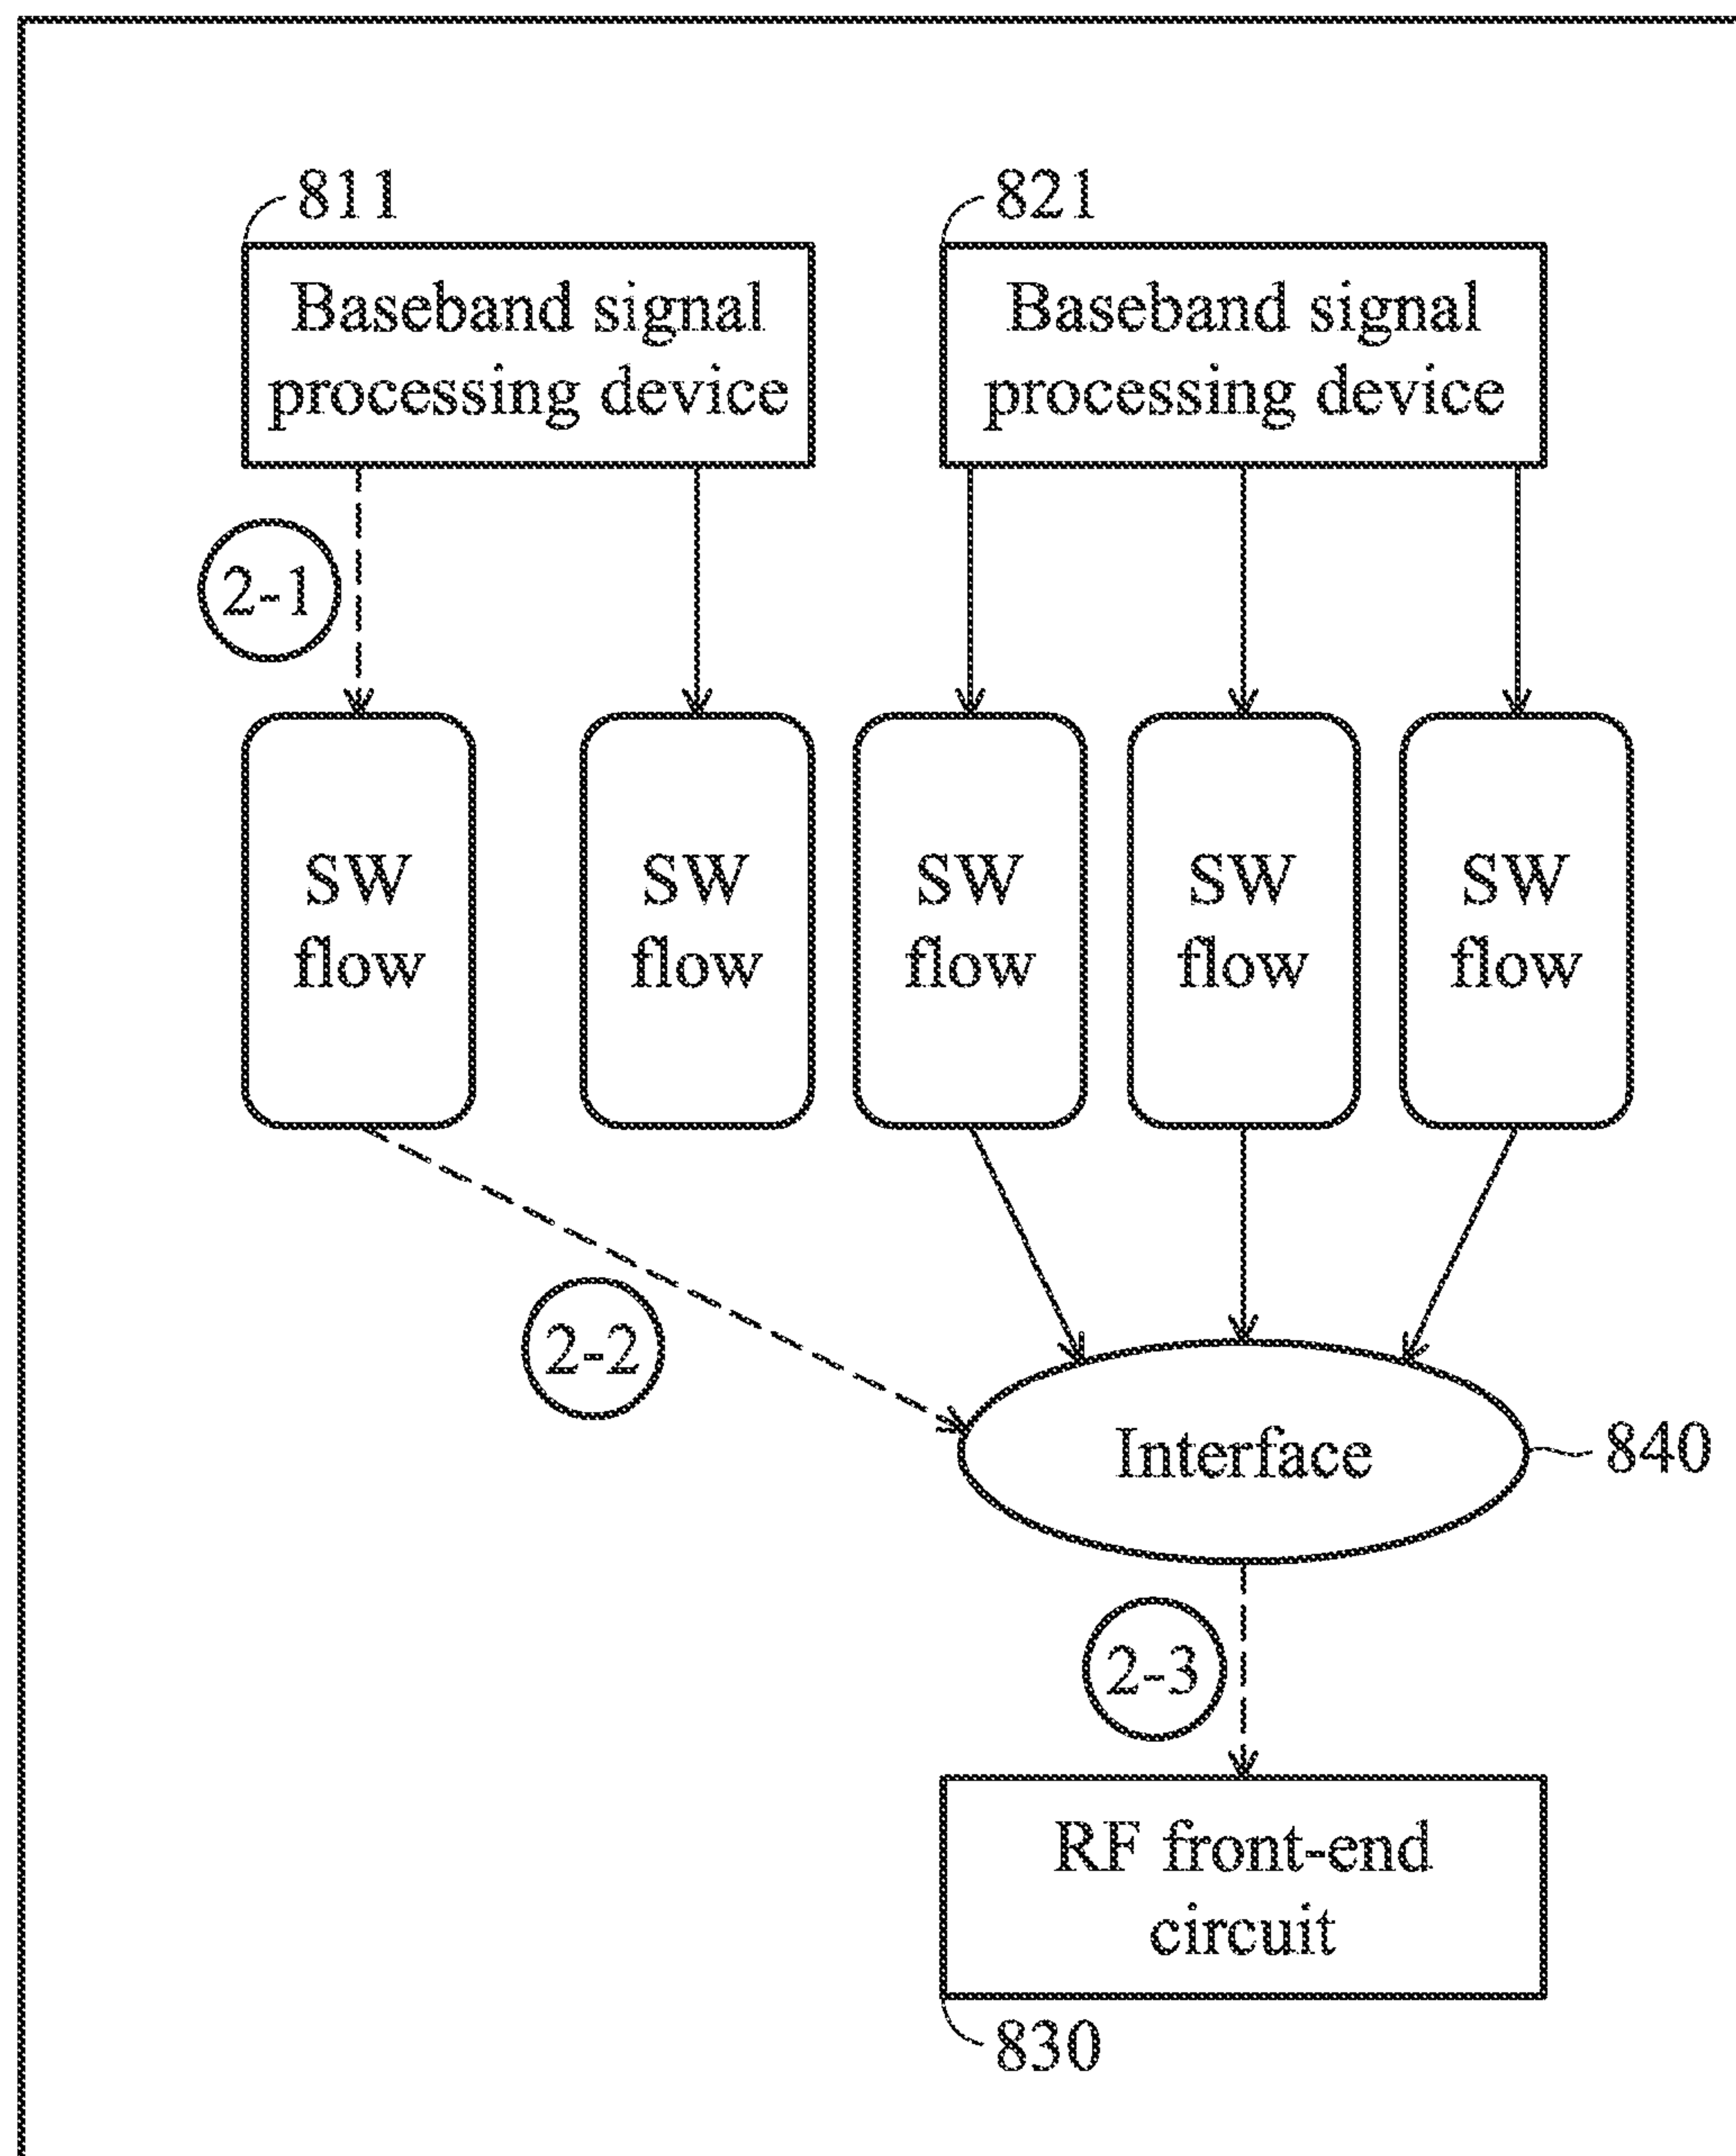 811
821
Baseband signal
processing device
Baseband signal
processing device
2-1
SW
flow
SW
flow
SW
flow
SW
flow
SW
flow
2-2
Interface
840
2-3
RF front-end
circuit
830